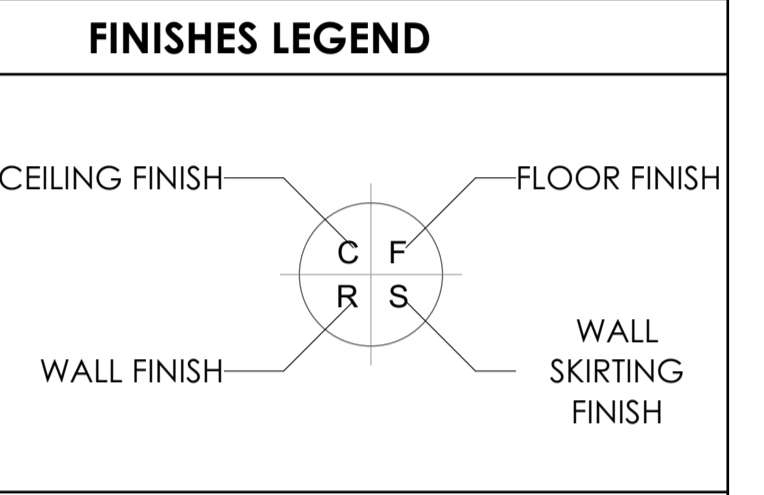 FINISHES LEGEND
CEILING FINISH
FLOOR FINISH
C F
R S
WALL FINISH
WALL
SKIRTING
FINISH